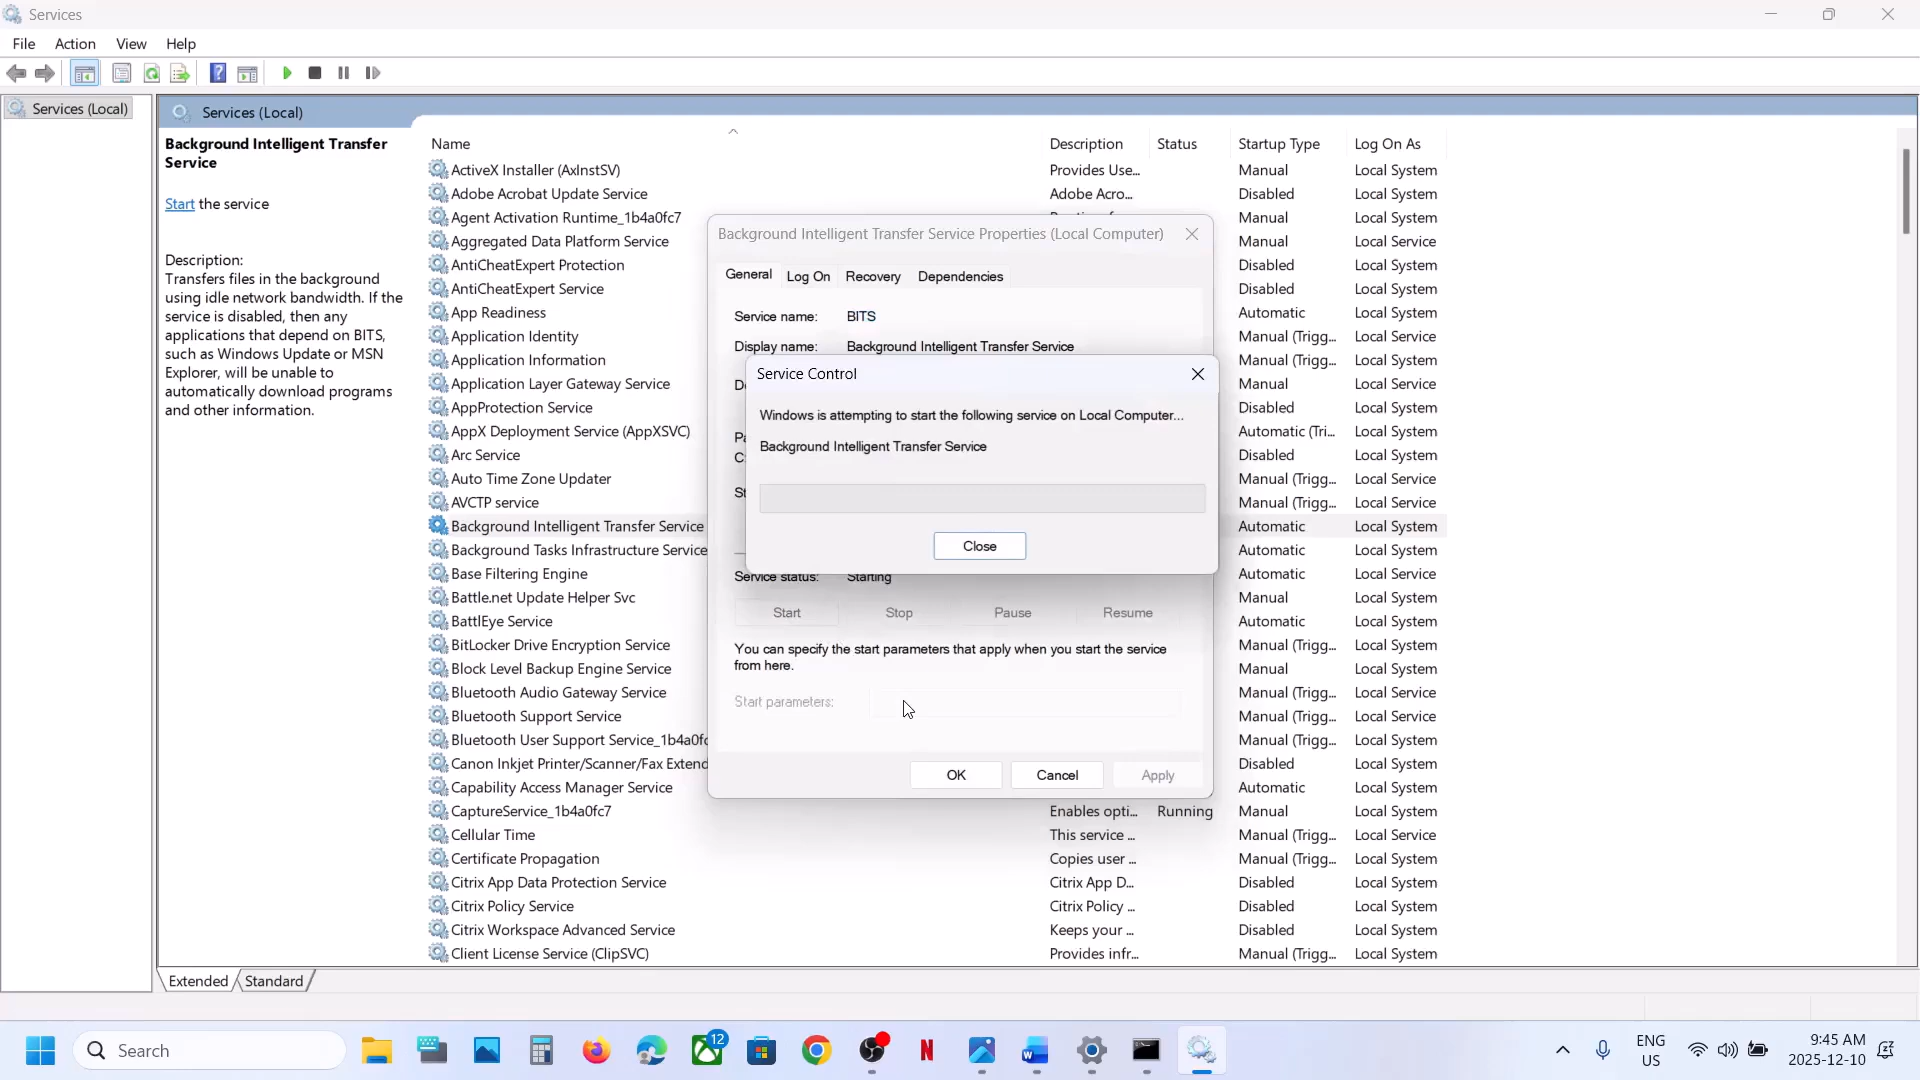 Services
File Action View Help
Services (Local)
Services (Local)
Background Intelligent Transfer
Service
Start the service
Description:
Transfers files in the background
using idle network bandwidth. If the
service is disabled, then any
applications that depend on BITS,
such as Windows Update or MSN
Explorer, will be unable to
automatically download programs
and other information.
Name Description Status Startup Type Log On As
ActiveX Installer (AxInstSV) Provides Use... Manual Local System
Adobe Acrobat Update Service Adobe Acro... Disabled Local System
Agent Activation Runtime_1b4a0fc7 Manual Local System
Aggregated Data Platform Service Manual Local Service
AntiCheatExpert Protection Disabled Local System
AntiCheatExpert Service Disabled Local System
App Readiness Automatic Local System
Application Identity Manual (Trigg... Local Service
Application Information Manual (Trigg... Local System
Application Layer Gateway Service Manual Local Service
AppProtection Service Disabled Local System
AppX Deployment Service (AppXSVC) Automatic (Tri... Local System
Arc Service Disabled Local System
Auto Time Zone Updater Manual (Trigg... Local Service
AVCTP service Manual (Trigg... Local Service
Background Intelligent Transfer Service Automatic Local System
Background Tasks Infrastructure Service Automatic Local System
Base Filtering Engine Automatic Local Service
Battle.net Update Helper Svc Manual Local System
BattlEye Service Automatic Local System
BitLocker Drive Encryption Service Manual (Trigg... Local System
Block Level Backup Engine Service Manual Local System
Bluetooth Audio Gateway Service Manual (Trigg... Local Service
Bluetooth Support Service Manual (Trigg... Local Service
Bluetooth User Support Service_1b4a0fc Manual (Trigg... Local System
Canon Inkjet Printer/Scanner/Fax Extend Disabled Local System
Capability Access Manager Service Automatic Local System
CaptureService_1b4a0fc7 Enables opti... Running Manual Local System
Cellular Time This service ... Manual (Trigg... Local Service
Certificate Propagation Copies user ... Manual (Trigg... Local System
Citrix App Data Protection Service Citrix App D... Disabled Local System
Citrix Policy Service Citrix Policy ... Disabled Local System
Citrix Workspace Advanced Service Keeps your ... Disabled Local System
Client License Service (ClipSVC) Provides infr... Manual (Trigg... Local System
Background Intelligent Transfer Service Properties (Local Computer)
General Log On Recovery Dependencies
Service name: BITS
Display name: Background Intelligent Transfer Service
Service Control
Windows is attempting to start the following service on Local Computer...
Background Intelligent Transfer Service
Close
Service status: Starting
Start Stop Pause Resume
You can specify the start parameters that apply when you start the service
from here.
Start parameters:
OK Cancel Apply
Extended Standard
Search
12
ENG
US
9:45 AM
2025-12-10